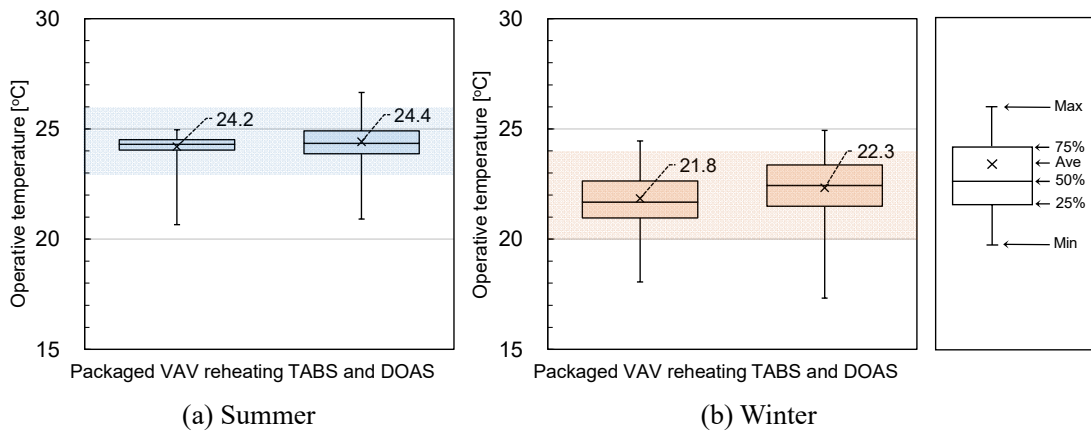 Operative temperature [°C]
30
25
20
15
24.2
24.4
Packaged VAV reheating TABS and DOAS
(a) Summer
Operative temperature [°C]
30
25
20
15
21.8
22.3
Packaged VAV reheating TABS and DOAS
(b) Winter
Max
75%
Ave
50%
25%
Min